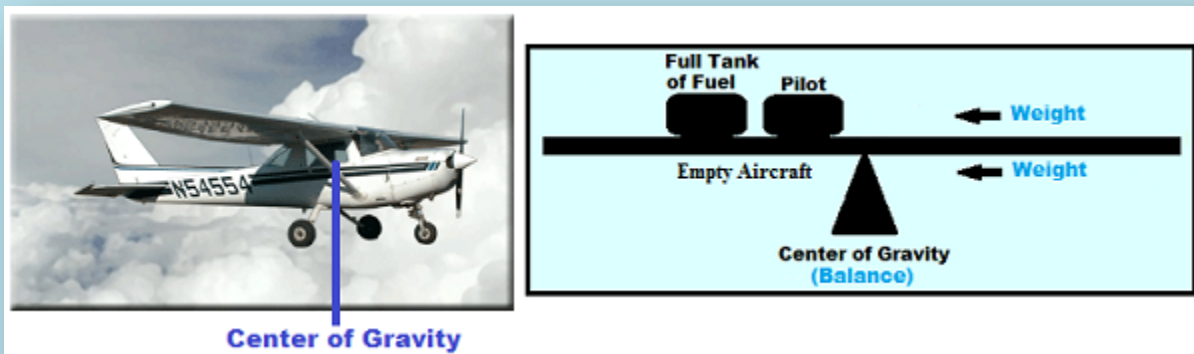 N54554
Center of Gravity
Full Tank
of Fuel
Pilot
Weight
Empty Aircraft
Weight
Center of Gravity
(Balance)